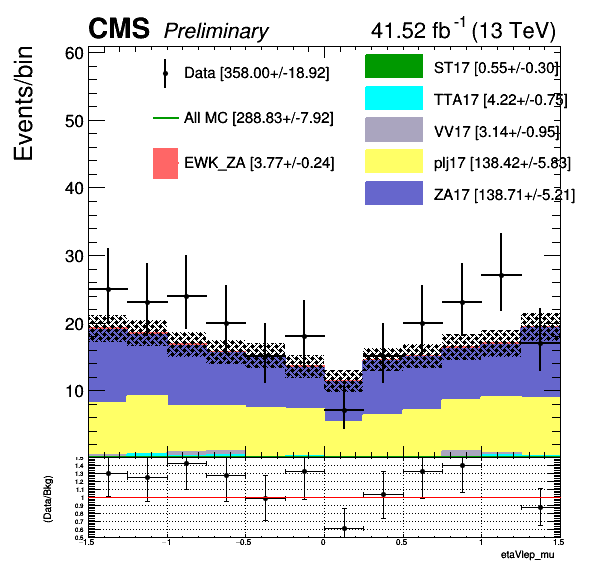 CMS Preliminary 41.52 fb⁻¹ (13 TeV)
Events/bin
60
50
40
30
20
10
Data [358.00+/-18.92]
All MC [288.83+/-7.92]
EWK_ZA [3.77+/-0.24]
ST17 [0.55+/-0.30]
TTA17 [4.22+/-0.75]
VV17 [3.14+/-0.95]
plj17 [138.42+/-5.83]
ZA17 [138.71+/-5.21]
(Data/Bkg)
1.5
1.4
1.3
1.2
1.1
1
0.9
0.8
0.7
0.6
0.5
-1.5 −1 −0.5 0 0.5 1 1.5
etaVlep_mu